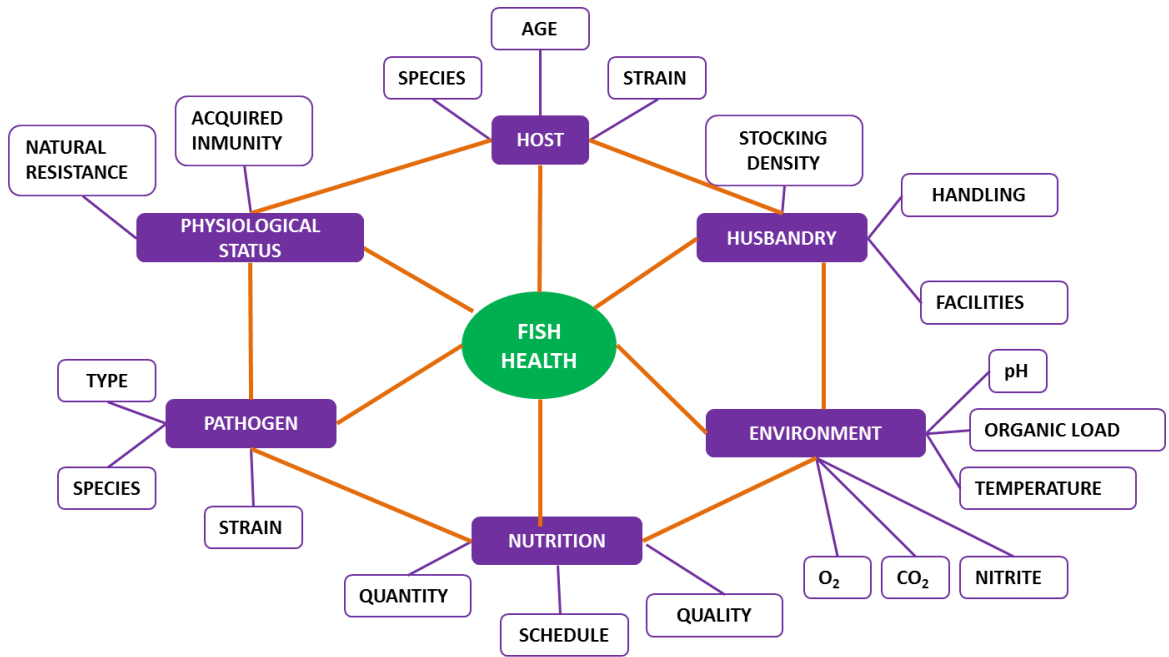 AGE
SPECIES
STRAIN
HOST
ACQUIRED
INMUNITY
NATURAL
RESISTANCE
STOCKING
DENSITY
HANDLING
PHYSIOLOGICAL
STATUS
HUSBANDRY
FACILITIES
FISH
HEALTH
TYPE
pH
PATHOGEN
ENVIRONMENT
ORGANIC LOAD
SPECIES
TEMPERATURE
STRAIN
NUTRITION
O₂
CO₂
NITRITE
QUANTITY
QUALITY
SCHEDULE